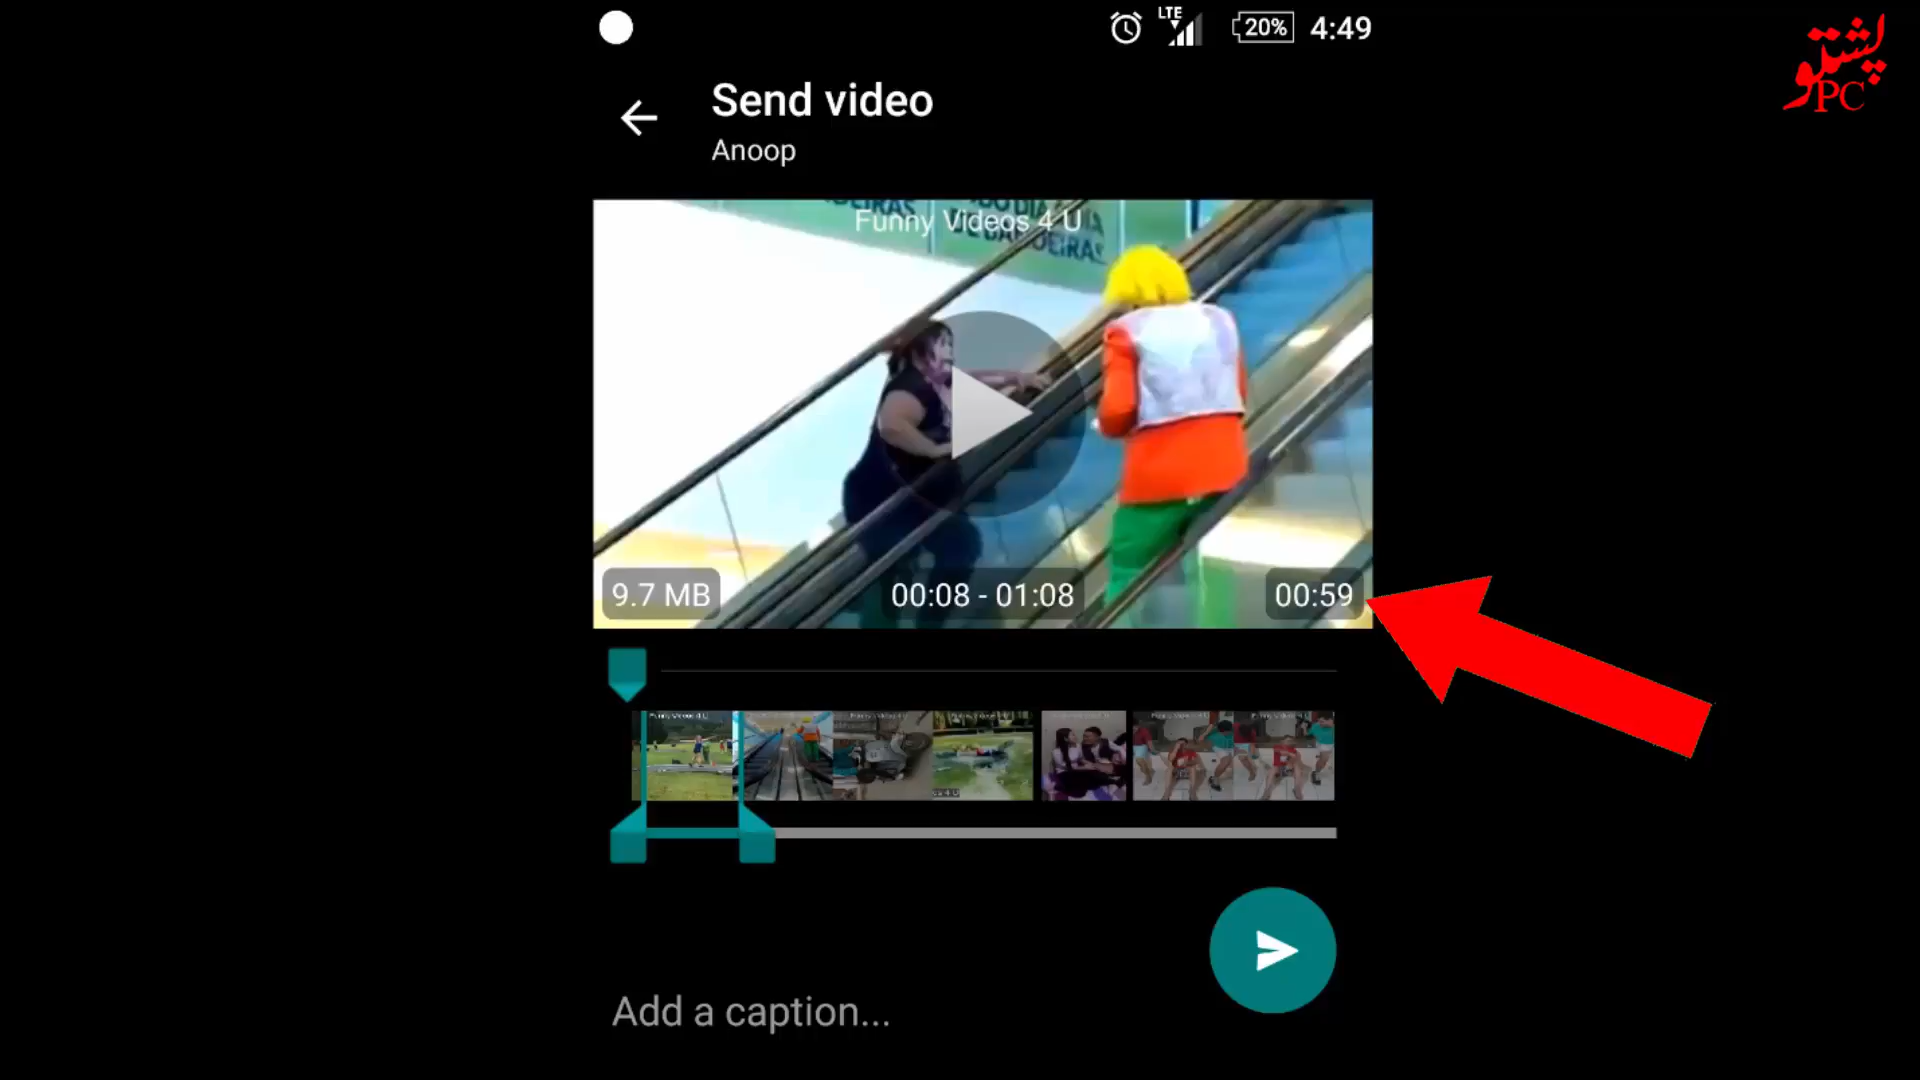 LTE
20% 4:49
پښتو
PC
Send video
Anoop
Funny Videos 4 U
9.7 MB
00:08 - 01:08
00:59
Add a caption...